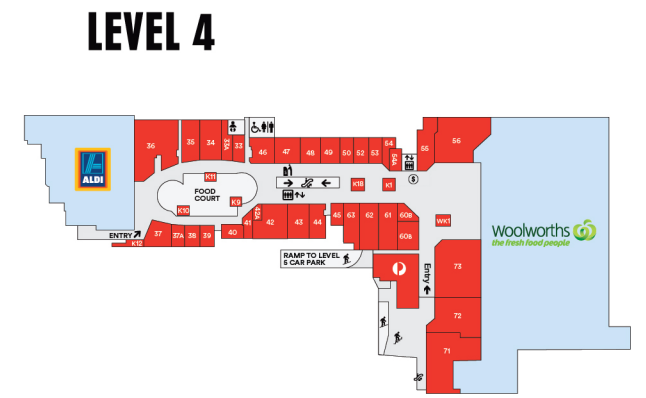 LEVEL 4
ALDI
36
35
34
33A
33
46
47
48
49
50
52
53
54
54A
55
56
K11
FOOD
COURT
K9
K10
K18
K1
$
ENTRY
K12
37
37A
38
39
40
41
42A
42
43
44
45
63
62
61
60B
60B
WK1
Woolworths
the fresh food people
RAMP TO LEVEL
5 CAR PARK
Entry
73
72
71